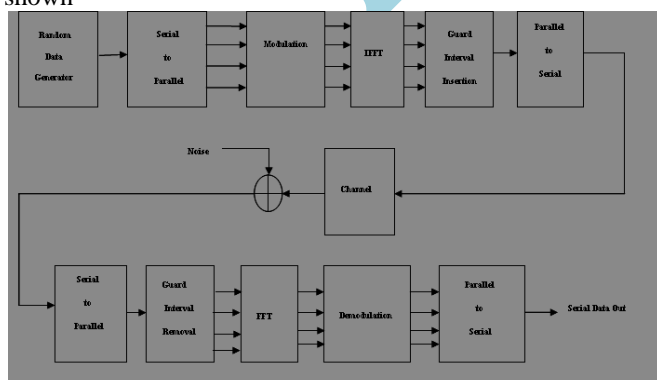 shown
Random
Data
Generator
Serial
to
Parallel
Modulation
IFFT
Guard
Interval
Insertion
Parallel
to
Serial
Noise
Channel
Serial
to
Parallel
Guard
Interval
Removal
FFT
Demodulation
Parallel
to
Serial
Serial Data Out